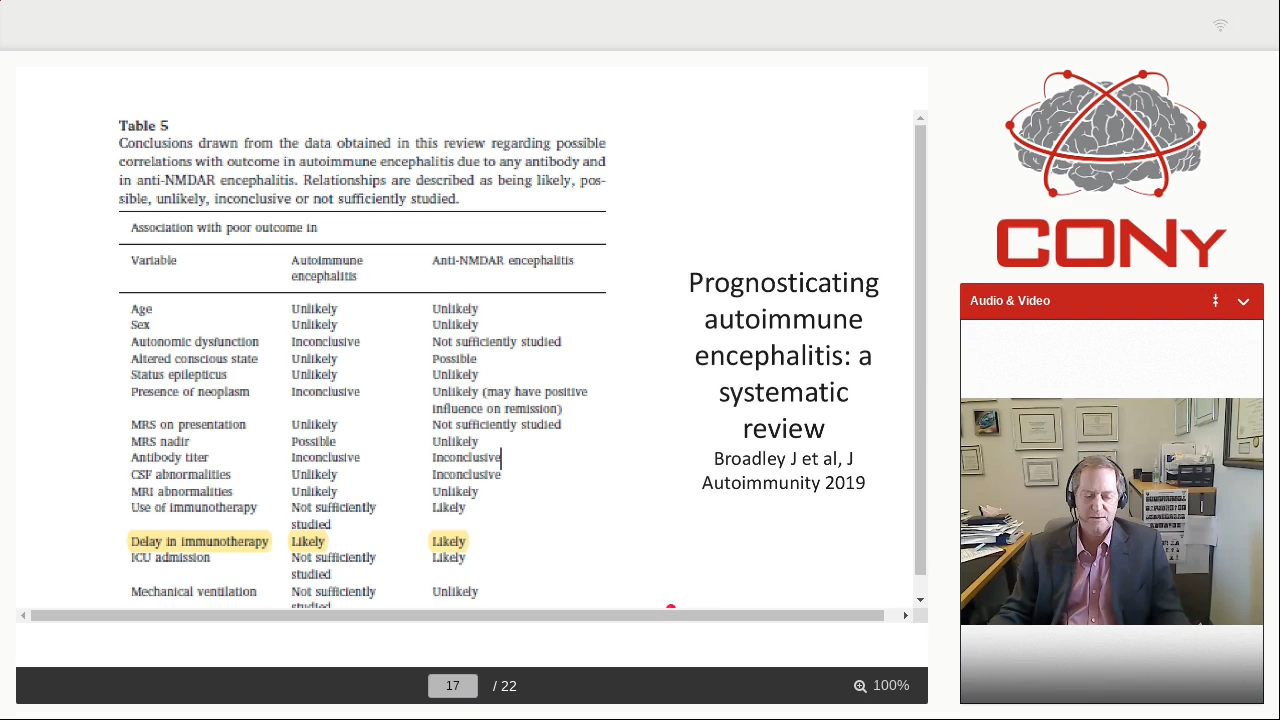 Table 5
Conclusions drawn from the data obtained in this review regarding possible
correlations with outcome in autoimmune encephalitis due to any antibody and
in anti-NMDAR encephalitis. Relationships are described as being likely, pos-
sible, unlikely, inconclusive or not sufficiently studied.
Association with poor outcome in
Variable Autoimmune Anti-NMDAR encephalitis
encephalitis
Age Unlikely Unlikely
Sex Unlikely Unlikely
Autonomic dysfunction Inconclusive Not sufficiently studied
Altered conscious state Unlikely Possible
Status epilepticus Unlikely Unlikely
Presence of neoplasm Inconclusive Unlikely (may have positive
influence on remission)
MRS on presentation Unlikely Not sufficiently studied
MRS nadir Possible Unlikely
Antibody titer Inconclusive Inconclusive
CSF abnormalities Unlikely Inconclusive
MRI abnormalities Unlikely Unlikely
Use of immunotherapy Not sufficiently Likely
studied
Delay in immunotherapy Likely Likely
ICU admission Not sufficiently Likely
studied
Mechanical ventilation Not sufficiently Unlikely
studied
Prognosticating
autoimmune
encephalitis: a
systematic
review
Broadley J et al, J
Autoimmunity 2019
17 / 22
100%
CONy
Audio & Video